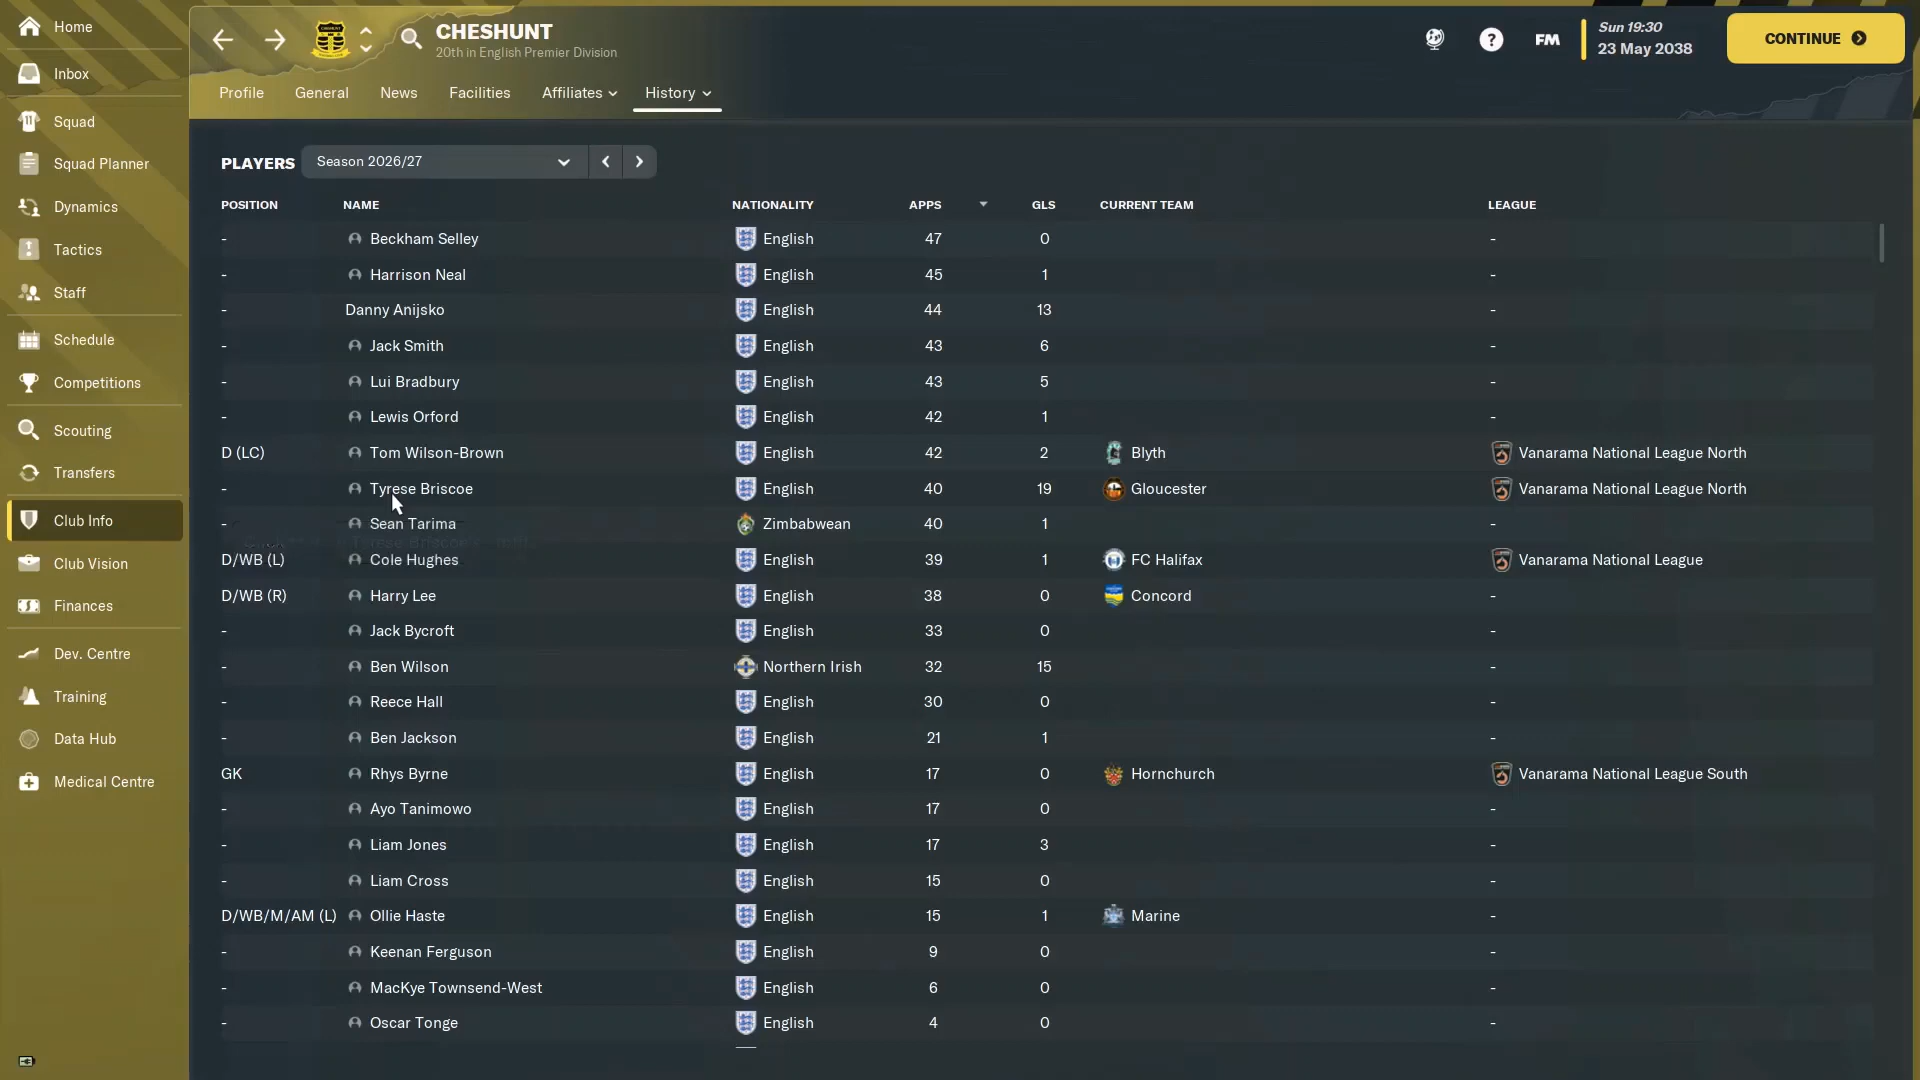 Home
Inbox
Squad
Squad Planner
Dynamics
Tactics
Staff
Schedule
Competitions
Scouting
Transfers
Club Info
Club Vision
Finances
Dev. Centre
Training
Data Hub
Medical Centre
CHESHUNT
20th in English Premier Division
FM
Sun 19:30
23 May 2038
CONTINUE
Profile General News Facilities Affiliates History
PLAYERS Season 2026/27
POSITION NAME NATIONALITY APPS GLS CURRENT TEAM LEAGUE
- Beckham Selley English 47 0 -
- Harrison Neal English 45 1 -
- Danny Anijsko English 44 13 -
- Jack Smith English 43 6 -
- Lui Bradbury English 43 5 -
- Lewis Orford English 42 1 -
D (LC) Tom Wilson-Brown English 42 2 Blyth Vanarama National League North
- Tyrese Briscoe English 40 19 Gloucester Vanarama National League North
- Sean Tarima Zimbabwean 40 1 -
D/WB (L) Cole Hughes English 39 1 FC Halifax Vanarama National League
D/WB (R) Harry Lee English 38 0 Concord -
- Jack Bycroft English 33 0 -
- Ben Wilson Northern Irish 32 15 -
- Reece Hall English 30 0 -
- Ben Jackson English 21 1 -
GK Rhys Byrne English 17 0 Hornchurch Vanarama National League South
- Ayo Tanimowo English 17 0 -
- Liam Jones English 17 3 -
- Liam Cross English 15 0 -
D/WB/M/AM (L) Ollie Haste English 15 1 Marine -
- Keenan Ferguson English 9 0 -
- MacKye Townsend-West English 6 0 -
- Oscar Tonge English 4 0 -